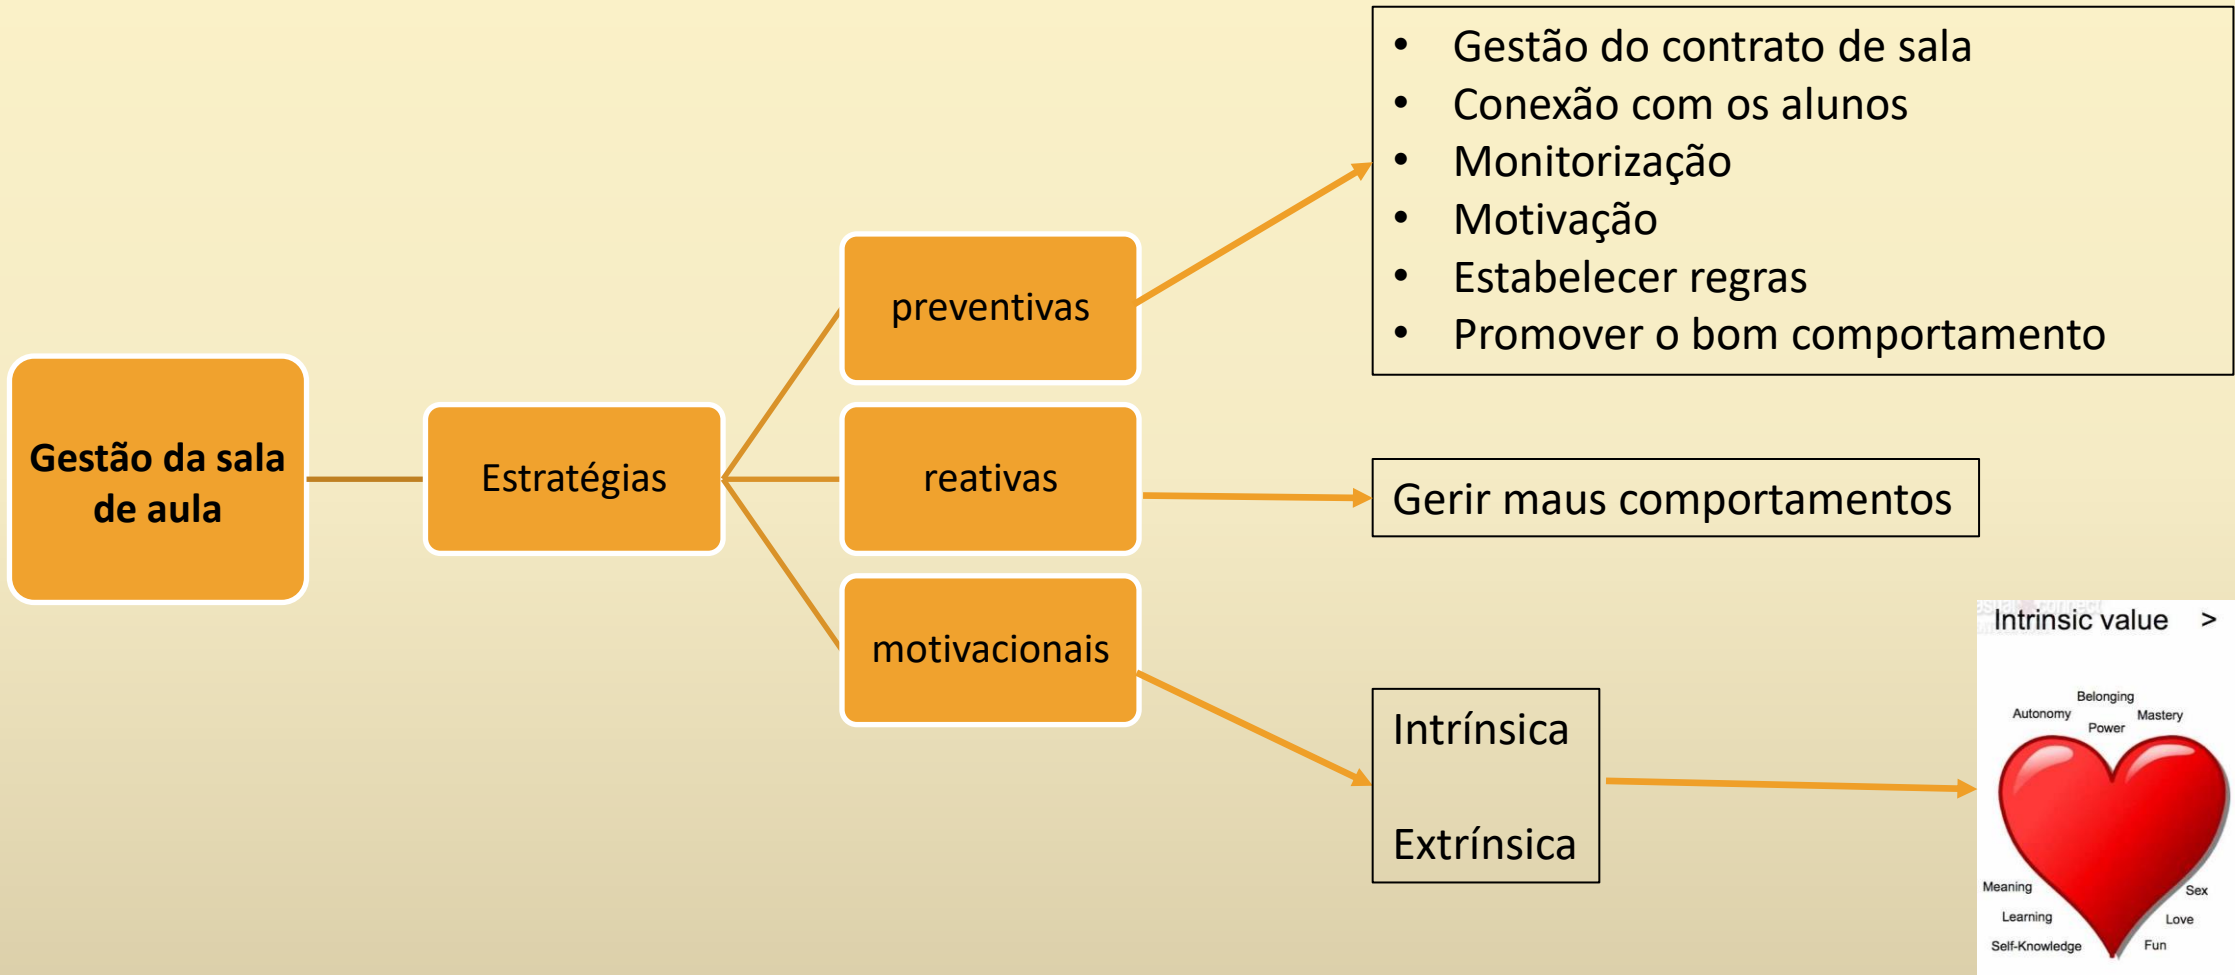 Gestão da sala
de aula
Estratégias
preventivas
reativas
motivacionais
• Gestão do contrato de sala
• Conexão com os alunos
• Monitorização
• Motivação
• Estabelecer regras
• Promover o bom comportamento
Gerir maus comportamentos
Intrínsica
Extrínsica
Intrinsic value >
Belonging
Autonomy Mastery
Power
Meaning Sex
Learning Love
Self-Knowledge Fun